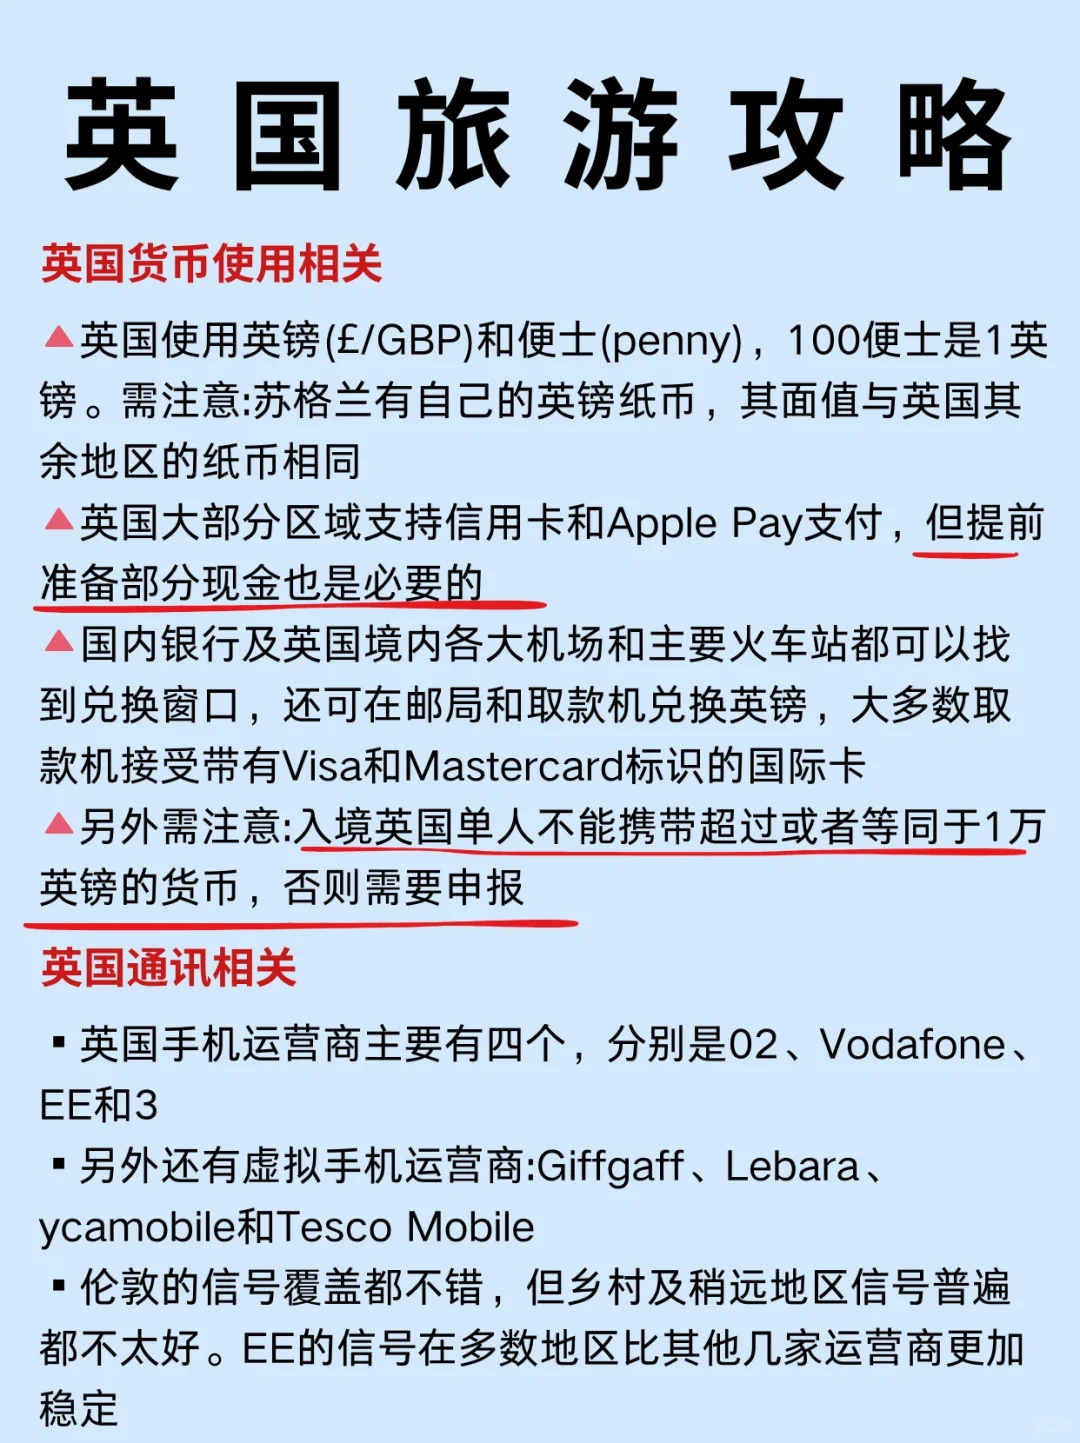 英国旅游攻略
英国货币使用相关
🔺英国使用英镑(£/GBP)和便士(penny)，100便士是1英
镑。需注意:苏格兰有自己的英镑纸币，其面值与英国其
余地区的纸币相同
🔺英国大部分区域支持信用卡和Apple Pay支付，但提前
准备部分现金也是必要的
🔺国内银行及英国境内各大机场和主要火车站都可以找
到兑换窗口，还可在邮局和取款机兑换英镑，大多数取
款机接受带有Visa和Mastercard标识的国际卡
🔺另外需注意:入境英国单人不能携带超过或者等同于1万
英镑的货币，否则需要申报
英国通讯相关
▪英国手机运营商主要有四个，分别是02、Vodafone、
EE和3
▪另外还有虚拟手机运营商:Giffgaff、Lebara、
ycamobile和Tesco Mobile
▪伦敦的信号覆盖都不错，但乡村及稍远地区信号普遍
都不太好。EE的信号在多数地区比其他几家运营商更加
稳定